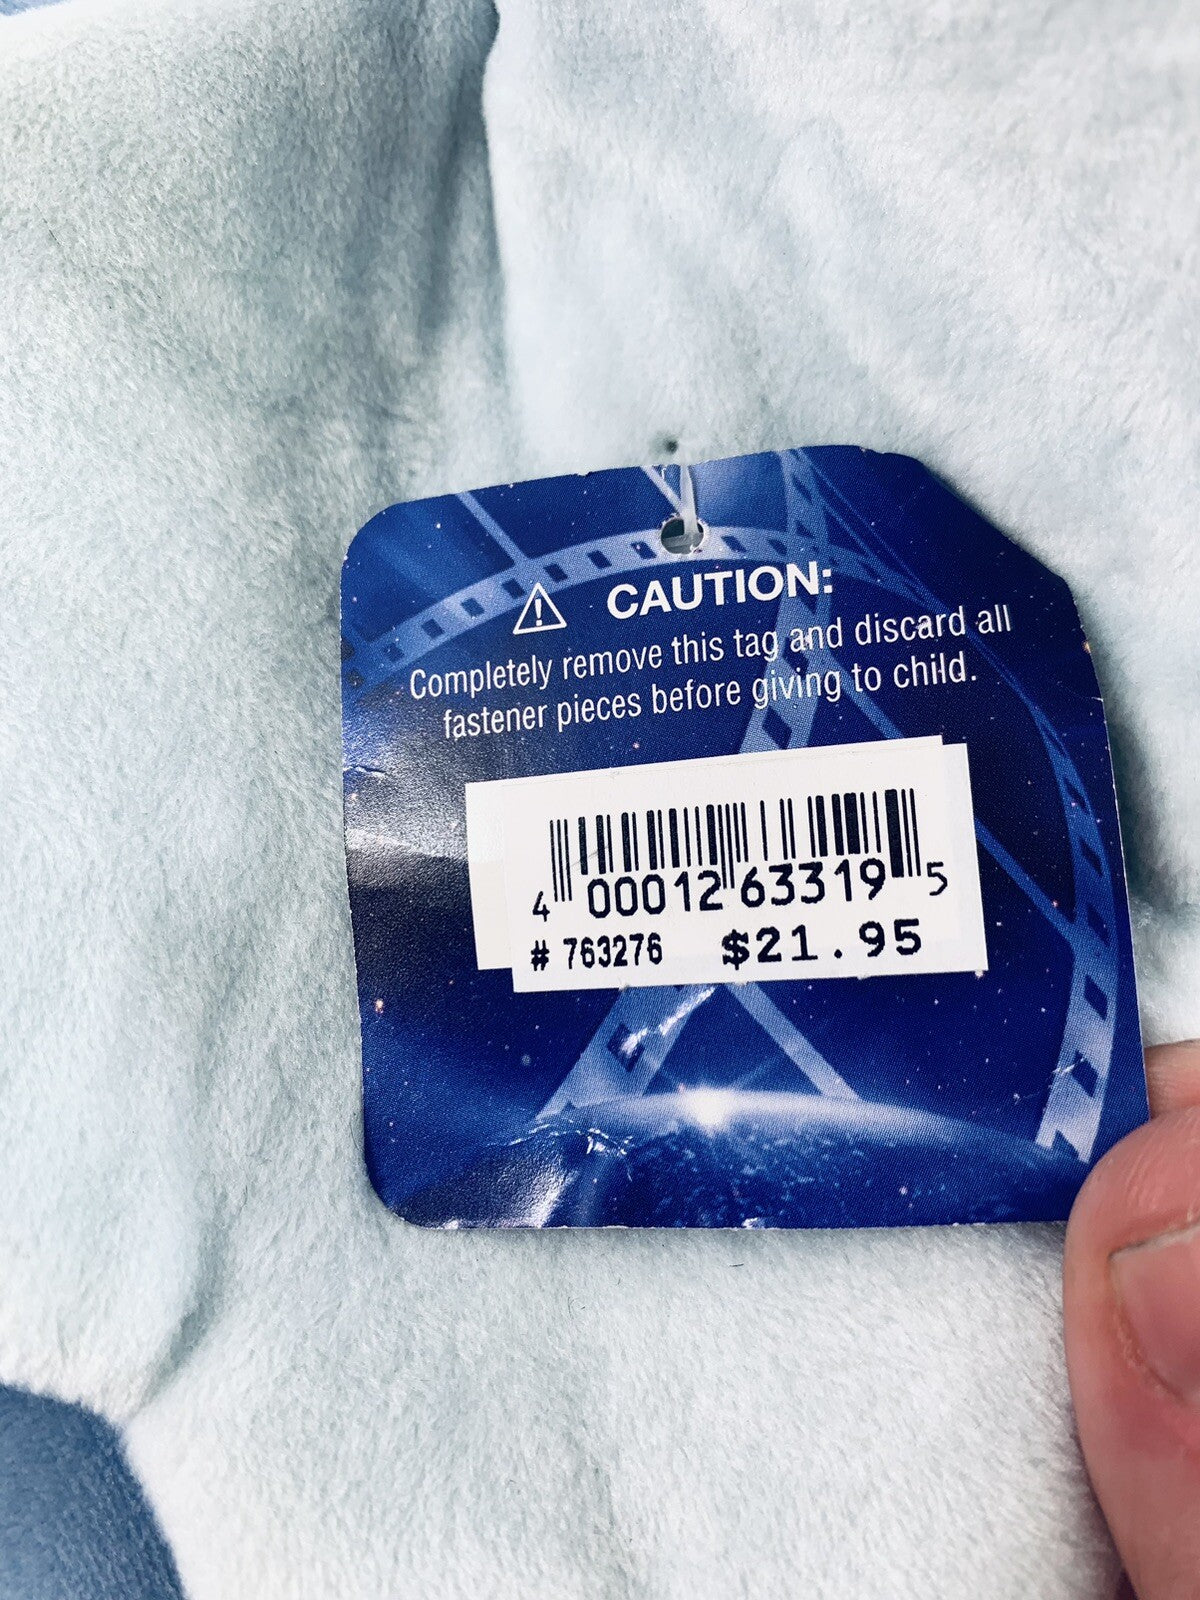 CAUTION:
Completely remove this tag and discard all
fastener pieces before giving to child.
4 00012 63319 5
# 763276 $21.95